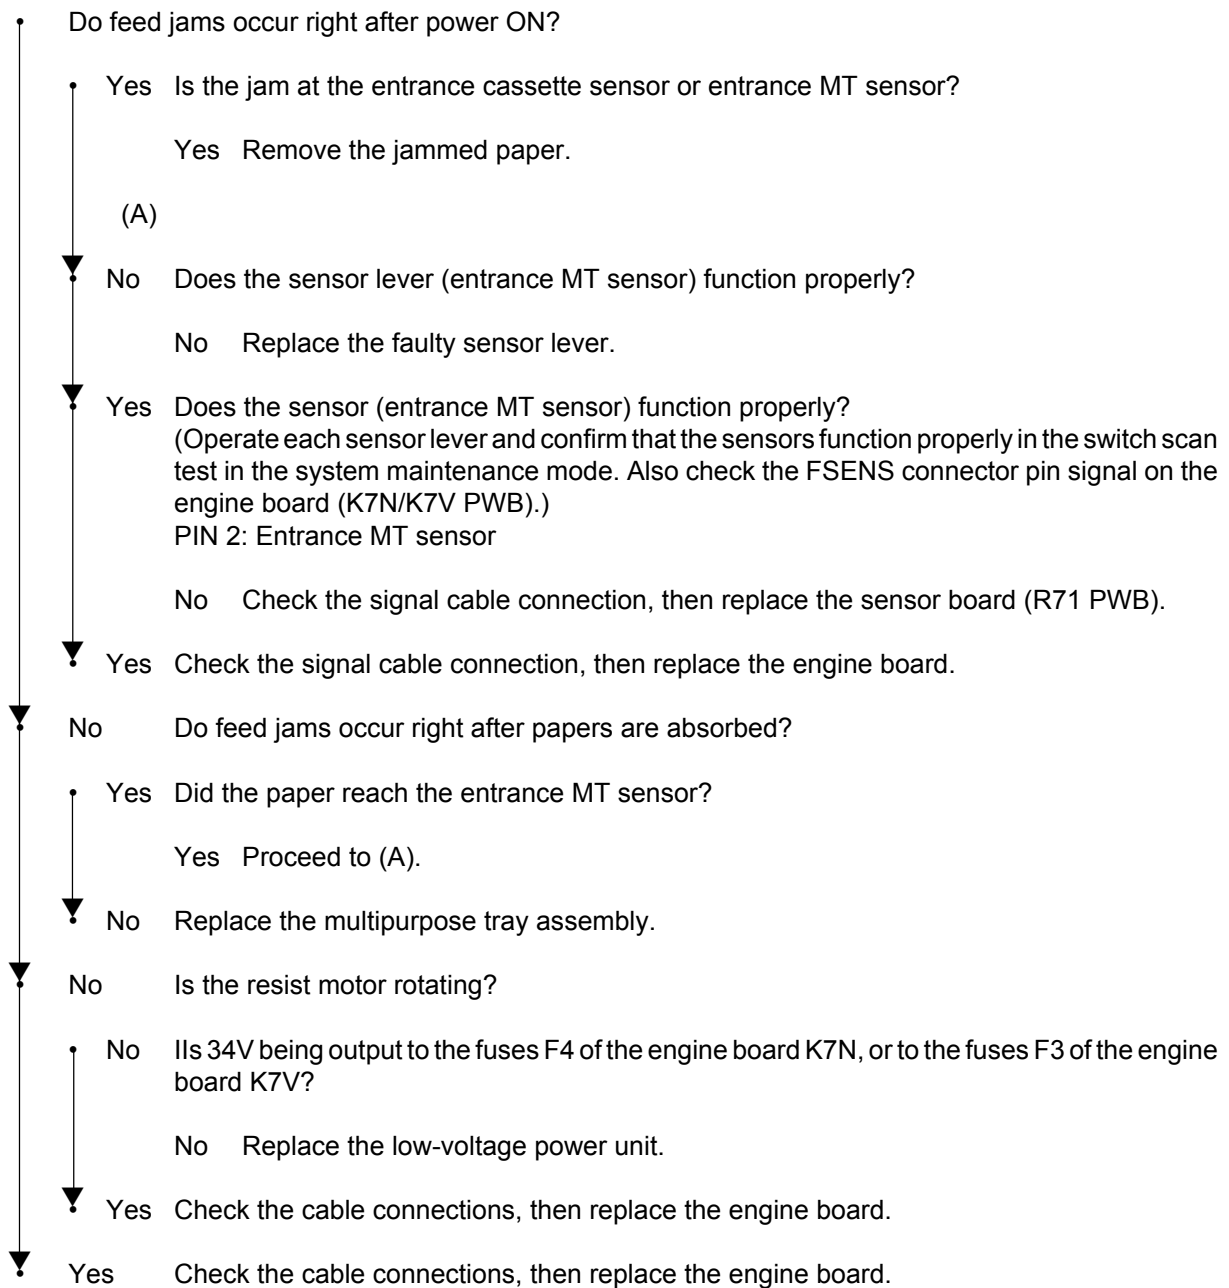 Do feed jams occur right after power ON?
Yes Is the jam at the entrance cassette sensor or entrance MT sensor?
Yes Remove the jammed paper.
(A)
No Does the sensor lever (entrance MT sensor) function properly?
No Replace the faulty sensor lever.
Yes Does the sensor (entrance MT sensor) function properly?
(Operate each sensor lever and confirm that the sensors function properly in the switch scan
test in the system maintenance mode. Also check the FSENS connector pin signal on the
engine board (K7N/K7V PWB).)
PIN 2: Entrance MT sensor
No Check the signal cable connection, then replace the sensor board (R71 PWB).
Yes Check the signal cable connection, then replace the engine board.
No Do feed jams occur right after papers are absorbed?
Yes Did the paper reach the entrance MT sensor?
Yes Proceed to (A).
No Replace the multipurpose tray assembly.
No Is the resist motor rotating?
No IIs 34V being output to the fuses F4 of the engine board K7N, or to the fuses F3 of the engine
board K7V?
No Replace the low-voltage power unit.
Yes Check the cable connections, then replace the engine board.
Yes Check the cable connections, then replace the engine board.